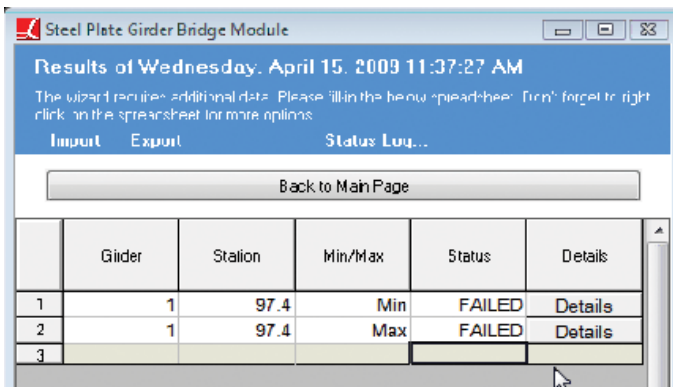 Steel Plate Girder Bridge Module
Results of Wednesday, April 15, 2009 11:37:27 AM
The wizard requires additional data. Please fill-in the below spreadsheet. Don't forget to right
click on the spreadsheet for more options
Import Export Status Log...
Back to Main Page
Girder Station Min/Max Status Details
1 1 97.4 Min FAILED Details
2 1 97.4 Max FAILED Details
3